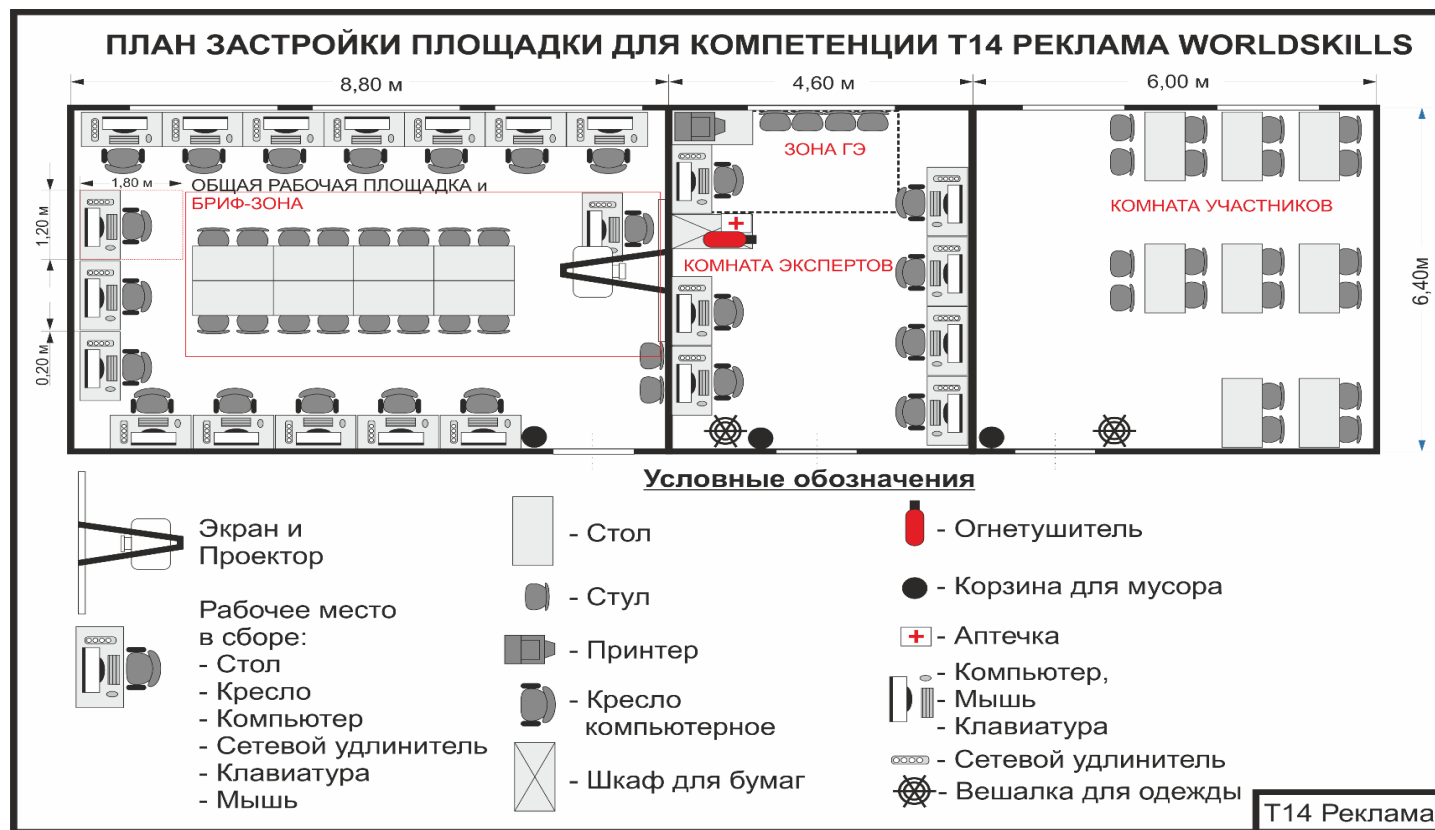 ПЛАН ЗАСТРОЙКИ ПЛОЩАДКИ ДЛЯ КОМПЕТЕНЦИИ Т14 РЕКЛАМА WORLDSKILLS
8,80 м
4,60 м
6,00 м
ЗОНА ГЭ
1,80 м
ОБЩАЯ РАБОЧАЯ ПЛОЩАДКА и
БРИФ-ЗОНА
КОМНАТА УЧАСТНИКОВ
1,20 м
КОМНАТА ЭКСПЕРТОВ
6,40м
0,20 м
Условные обозначения
Экран и
Проектор
Рабочее место
в сборе:
- Стол
- Кресло
- Компьютер
- Сетевой удлинитель
- Клавиатура
- Мышь
- Стол
- Стул
- Принтер
- Кресло
компьютерное
- Шкаф для бумаг
- Огнетушитель
- Корзина для мусора
- Аптечка
- Компьютер,
- Мышь
- Клавиатура
- Сетевой удлинитель
- Вешалка для одежды
Т14 Реклама